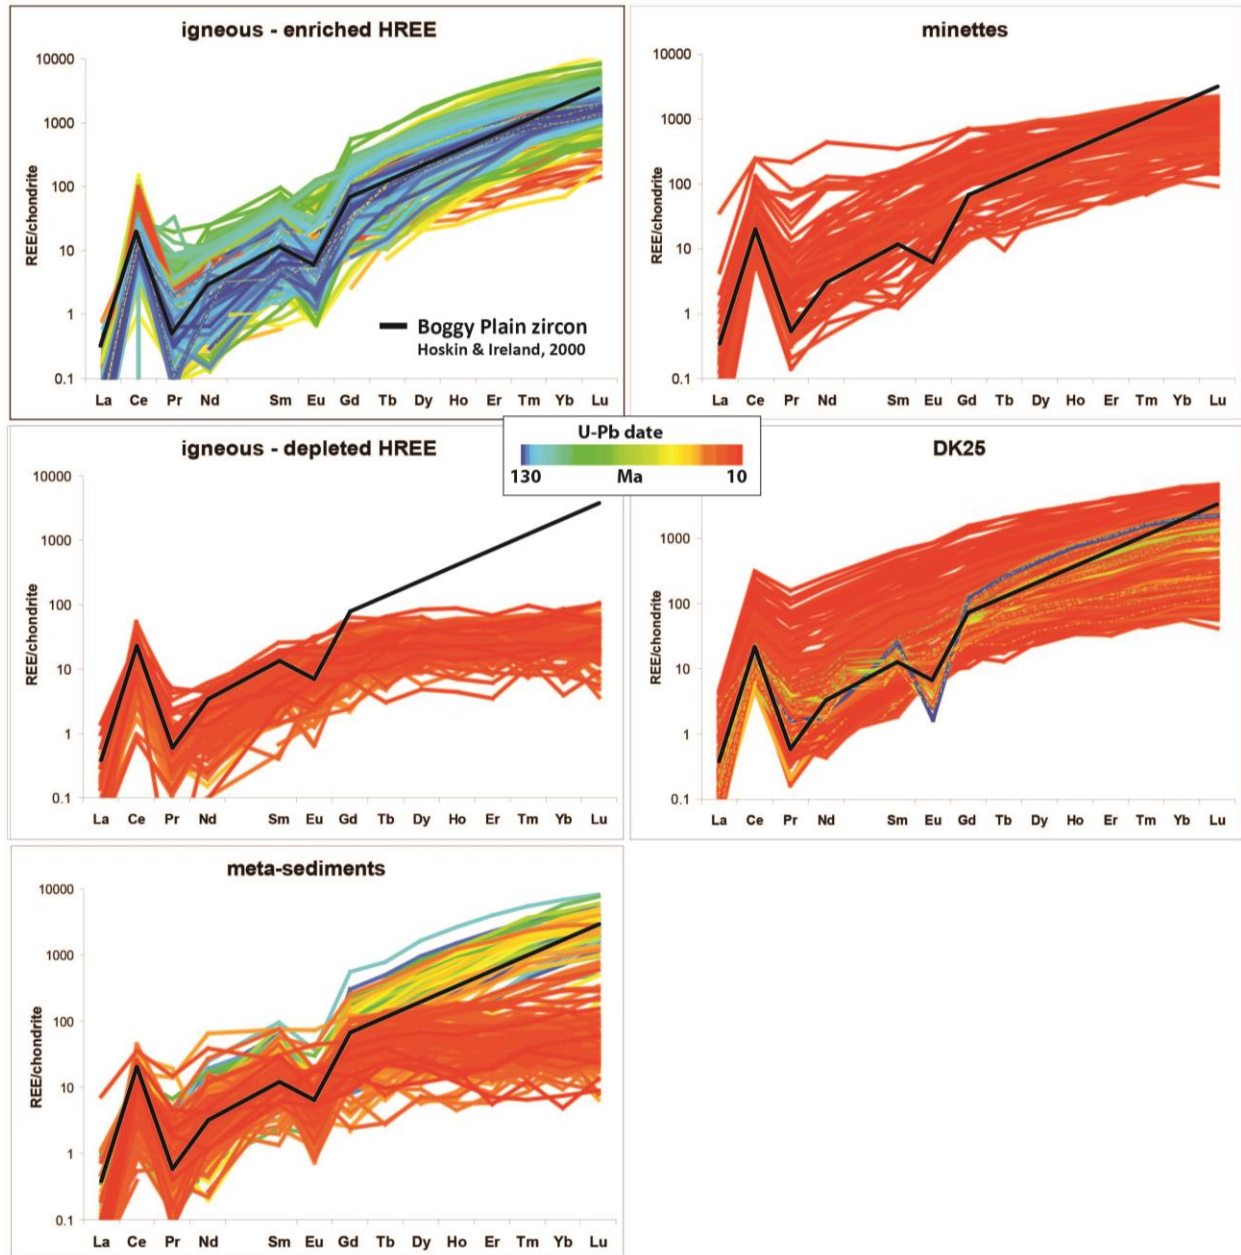 igneous - enriched HREE
10000
1000
100
10
1
0.1
REE/chondrite
Boggy Plain zircon
Hoskin & Ireland, 2000
La Ce Pr Nd Sm Eu Gd Tb Dy Ho Er Tm Yb Lu
minettes
10000
1000
100
10
1
0.1
REE/chondrite
La Ce Pr Nd Sm Eu Gd Tb Dy Ho Er Tm Yb Lu
U-Pb date
130 Ma 10
igneous - depleted HREE
10000
1000
100
10
1
0.1
REE/chondrite
La Ce Pr Nd Sm Eu Gd Tb Dy Ho Er Tm Yb Lu
DK25
1000
100
10
1
0.1
REE/chondrite
La Ce Pr Nd Sm Eu Gd Tb Dy Ho Er Tm Yb Lu
meta-sediments
10000
1000
100
10
1
0.1
REE/chondrite
La Ce Pr Nd Sm Eu Gd Tb Dy Ho Er Tm Yb Lu